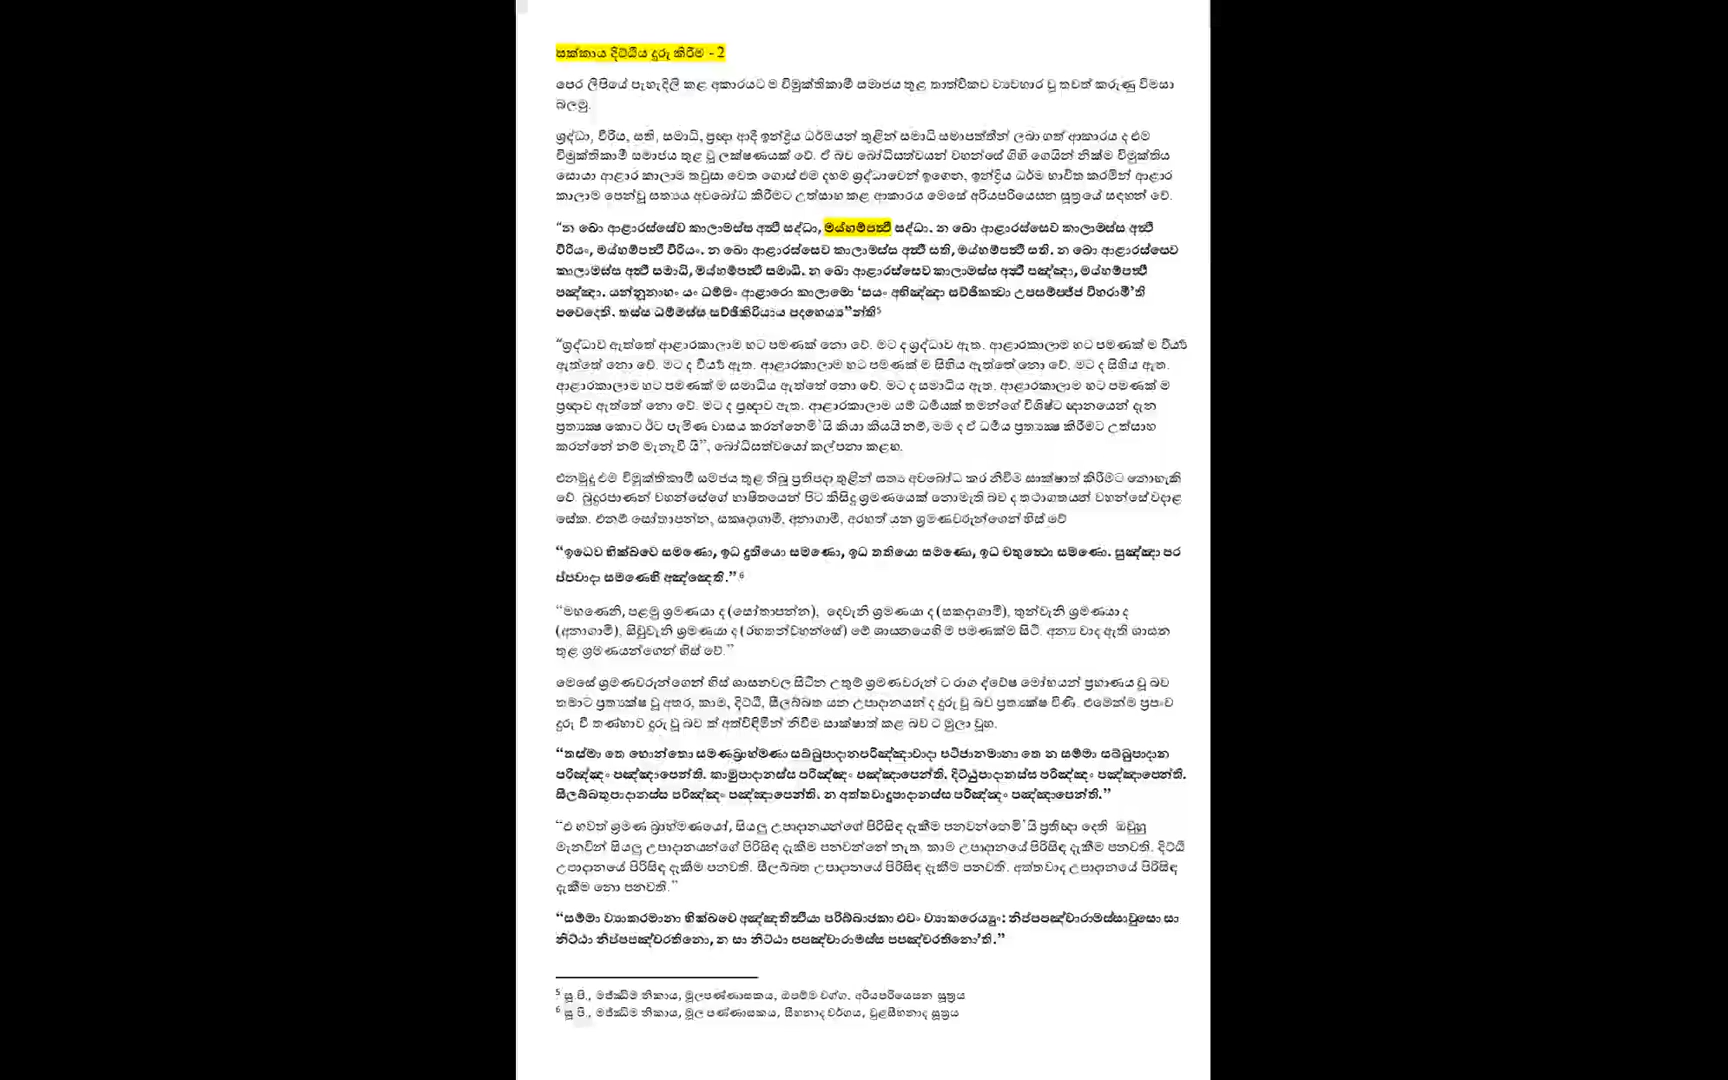 සක්කාය දිට්ඨිය දුරු කිරීම - 2
පෙර ලිපියේ පැහැදිලි කළ අකාරයට ම විමුක්තිකාමී සමාජය තුළ තාත්විකව ව්‍යවහාර වූ තවත් කරුණු විමසා
බලමු.
ශ්‍රද්ධා, විරිය, සති, සමාධි, ප්‍රඥා ආදී ඉන්ද්‍රිය ධර්මයන් තුළින් සමාධි සමාපත්තීන් ලබා ගත් ආකාරය ද එම
විමුක්තිකාමී සමාජය තුළ වූ ලක්ෂණයක් වේ. ඒ බව බෝධිසත්වයන් වහන්සේ ගිහි ගෙයින් නික්ම විමුක්තිය
සොයා ආළාර කාලාම තවුසා වෙත ගොස් එම දහම ශ්‍රද්ධාවෙන් ඉගෙන, ඉන්ද්‍රිය ධර්ම භාවිත කරමින් ආළාර
කාලාම පෙන්වූ සත්‍යය අවබෝධ කිරීමට උත්සාහ කළ ආකාරය මෙසේ අරියපරියෙසන සූත්‍රයේ සඳහන් වේ.
“න ඛො ආළාරස්සේව කාලාමස්ස අත්ථි සද්ධා, මය්හම්පත්ථි සද්ධා. න ඛො ආළාරස්සෙව කාලාමස්ස අත්ථි
විරියං, මය්හම්පත්ථි විරියං. න ඛො ආළාරස්සෙව කාලාමස්ස අත්ථි සති, මය්හම්පත්ථි සති. න ඛො ආළාරස්සෙව
කාලාමස්ස අත්ථි සමාධි, මය්හම්පත්ථි සමාධි. න ඛො ආළාරස්සෙව කාලාමස්ස අත්ථි පඤ්ඤා, මය්හම්පත්ථි
පඤ්ඤා. යන්නූනාහං යං ධම්මං ආළාරො කාලාමො ‘සයං අභිඤ්ඤා සච්ඡිකත්වා උපසම්පජ්ජ විහරාමී’ති
පවෙදෙති. තස්ස ධම්මස්ස සච්ඡිකිරියාය පදහෙය්‍ය”න්ති⁵
“ශ්‍රද්ධාව ඇත්තේ ආළාරකාලාම හට පමණක් නො වේ. මට ද ශ්‍රද්ධාව ඇත. ආළාරකාලාම හට පමණක් ම වීර්‍ය
ඇත්තේ නො වේ. මට ද වීර්‍ය ඇත. ආළාරකාලාම හට පමණක් ම සිහිය ඇත්තේ නො වේ. මට ද සිහිය ඇත.
ආළාරකාලාම හට පමණක් ම සමාධිය ඇත්තේ නො වේ. මට ද සමාධිය ඇත. ආළාරකාලාම හට පමණක් ම
ප්‍රඥාව ඇත්තේ නො වේ. මට ද ප්‍රඥාව ඇත. ආළාරකාලාම යම් ධර්මයක් තමන්ගේ විශිෂ්ට ඥානයෙන් දැන
ප්‍රත්‍යක්‍ෂ කොට ඊට පැමිණ වාසය කරන්නෙමි’යි කියා කියයි නම්, මම ද ඒ ධර්මය ප්‍රත්‍යක්‍ෂ කිරීමට උත්සාහ
කරන්නේ නම් මැනැවි යි”, බෝධිසත්වයෝ කල්පනා කළහ.
එනමුදු එම විමුක්තිකාමී සමජය තුළ තිබූ ප්‍රතිපදා තුළින් සත්‍ය අවබෝධ කර නිවීම සාක්ෂාත් කිරීමට නොහැකි
වේ. බුදුරපාණන් වහන්සේගේ භාෂිතයෙන් පිට කිසිදු ශ්‍රමණයෙක් නොමැති බව ද තථාගතයන් වහන්සේ වදාළ
සේක. එනම් සෝතාපන්න, සකෘදාගාමී, අනාගාමී, අරහත් යන ශ්‍රමණවරුන්ගෙන් හිස් වේ
“ඉධෙව භික්ඛවෙ සමණො, ඉධ දුතියො සමණො, ඉධ තතියො සමණො, ඉධ චතුත්ථො සමණො. සුඤ්ඤා පර
ප්පවාදා සමණෙහි අඤ්ඤෙති.” ⁶
“මහණෙනි, පළමු ශ්‍රමණයා ද (සෝතාපන්න), දෙවැනි ශ්‍රමණයා ද (සකදාගාමී), තුන්වැනි ශ්‍රමණයා ද
(අනාගාමී), සිවුවැනි ශ්‍රමණයා ද (රහතන්වහන්සේ) මේ ශාසනයෙහි ම පමණක්ම සිටී. අන්‍ය වාද ඇති ශාසන
තුළ ශ්‍රමණයන්ගෙන් හිස් වේ.”
මෙසේ ශ්‍රමණවරුන්ගෙන් හිස් ශාසනවල සිටින උතුම් ශ්‍රමණවරුන් ට රාග ද්වේෂ මෝහයන් ප්‍රහාණය වූ බව
තමාට ප්‍රත්‍යක්ෂ වූ අතර, කාම, දිට්ඨි, සීලබ්බත යන උපාදානයන් ද දුරු වූ බව ප්‍රත්‍යක්ෂ විණි. එමෙන්ම ප්‍රපංච
දුරු වී තණ්හාව දුරු වූ බව ත් අත්විඳිමින් නිවීම සාක්ෂාත් කළ බව ට මුලා වූහ.
“තස්මා තෙ භොන්තො සමණබ්‍රාහ්මණා සබ්බුපාදානපරිඤ්ඤාවාදා පටිජානමානා තෙ න සම්මා සබ්බුපාදාන
පරිඤ්ඤං පඤ්ඤාපෙන්ති. කාමුපාදානස්ස පරිඤ්ඤං පඤ්ඤාපෙන්ති. දිට්ඨුපාදානස්ස පරිඤ්ඤං පඤ්ඤාපෙන්ති.
සීලබ්බතුපාදානස්ස පරිඤ්ඤං පඤ්ඤාපෙන්ති. න අත්තවාදුපාදානස්ස පරිඤ්ඤං පඤ්ඤාපෙන්ති.”
“එ භවත් ශ්‍රමණ බ්‍රාහ්මණයෝ, සියලු උපාදානයන්ගේ පිරිසිඳ දැකීම පනවන්නෙමි’යි ප්‍රතිඥා දෙති ඔවුහු
මැනවින් සියලු උපාදානයන්ගේ පිරිසිඳ දැකීම පනවන්නේ නැත. කාම උපාදානයේ පිරිසිඳ දැකීම පනවති. දිට්ඨි
උපාදානයේ පිරිසිඳ දැකීම පනවති. සීලබ්බත උපාදානයේ පිරිසිඳ දැකීම පනවති. අත්තවාද උපාදානයේ පිරිසිඳ
දැකීම නො පනවති.”
“සම්මා ව්‍යාකරමානා භික්ඛවෙ අඤ්ඤතිත්ථියා පරිබ්බාජකා එවං ව්‍යාකරෙය්‍යුං: නිප්පපඤ්චාරාමස්සාවුසො සා
නිට්ඨා නිප්පපඤ්චරතිනො, න සා නිට්ඨා පපඤ්චාරාමස්ස පපඤ්චරතිනො’ති.”
⁵ සූ.පි., මජ්ඣිම නිකාය, මූලපණ්ණාසකය, ඔපම්ම වග්ග, අරියපරියෙසන සූත්‍රය
⁶ සූ.පි., මජ්ඣිම නිකාය, මූල පණ්ණාසකය, සීහනාද වර්ගය, චූළසීහනාද සූත්‍රය